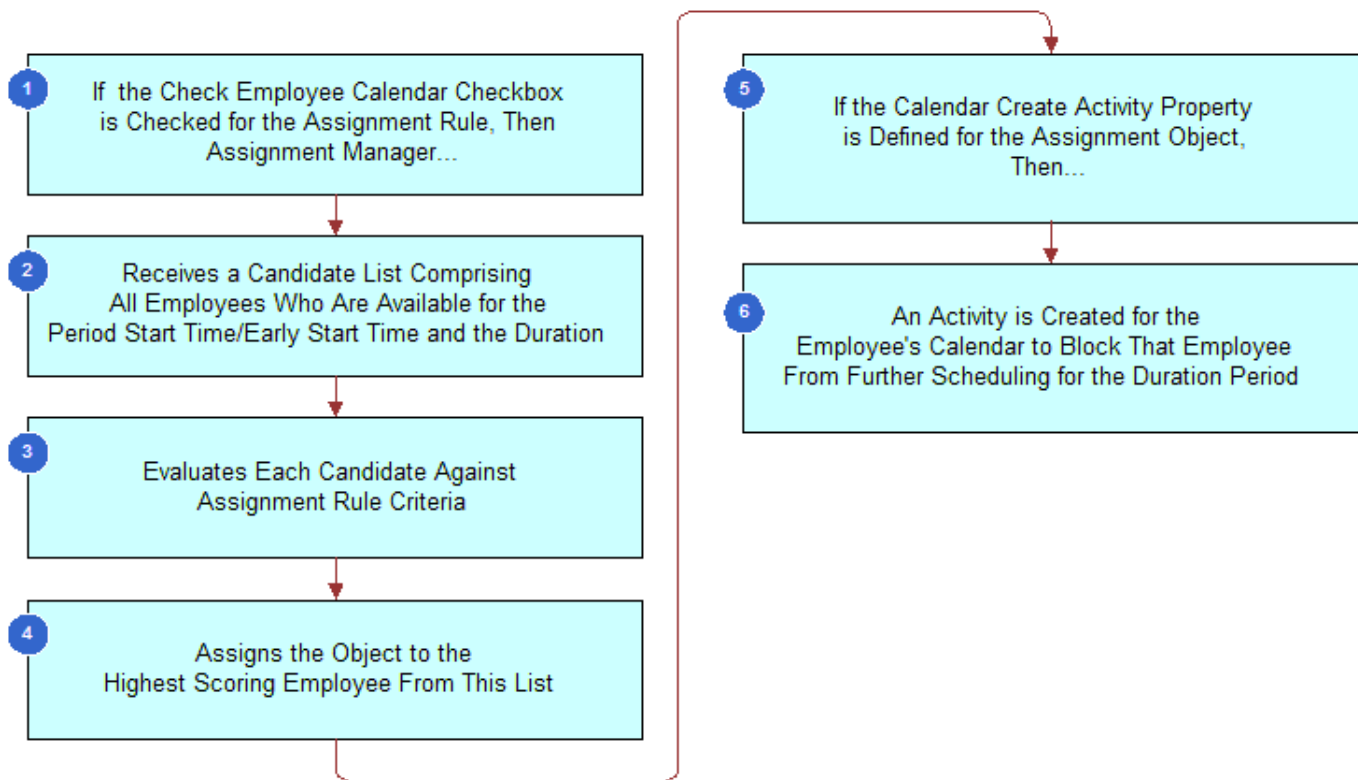 1
If the Check Employee Calendar Checkbox
is Checked for the Assignment Rule, Then
Assignment Manager...
2
Receives a Candidate List Comprising
All Employees Who Are Available for the
Period Start Time/Early Start Time and the Duration
3
Evaluates Each Candidate Against
Assignment Rule Criteria
4
Assigns the Object to the
Highest Scoring Employee From This List
5
If the Calendar Create Activity Property
is Defined for the Assignment Object,
Then...
6
An Activity is Created for the
Employee's Calendar to Block That Employee
From Further Scheduling for the Duration Period